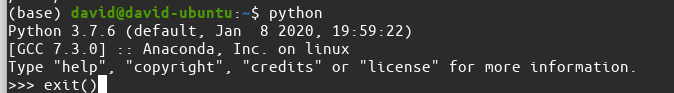 (base) david@david-ubuntu:~$ python
Python 3.7.6 (default, Jan  8 2020, 19:59:22)
[GCC 7.3.0] :: Anaconda, Inc. on linux
Type "help", "copyright", "credits" or "license" for more information.
>>> exit()